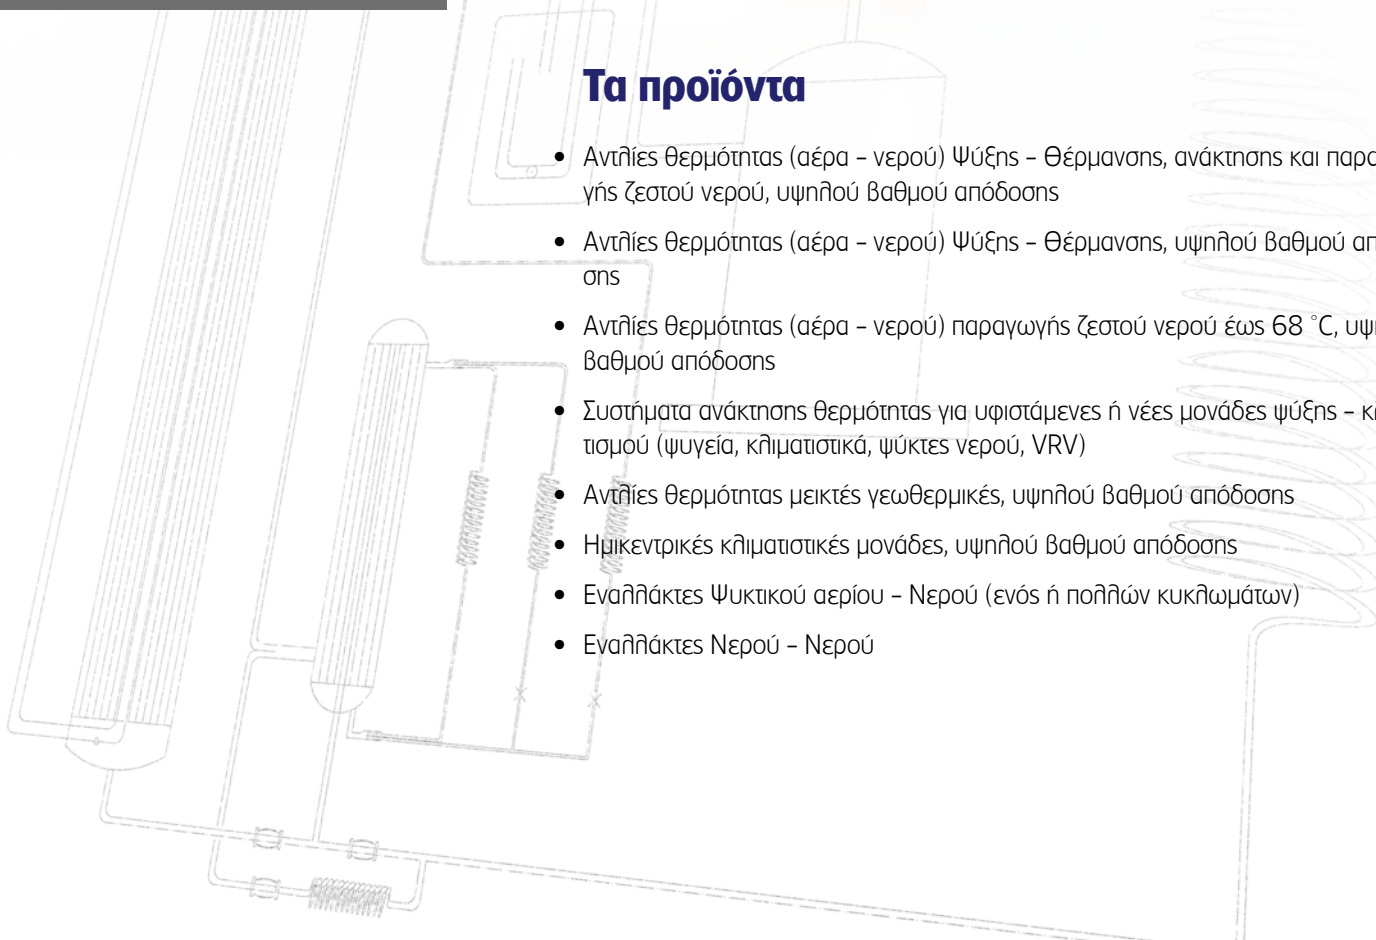 Τα προϊόντα
• Αντλίες θερμότητας (αέρα – νερού) Ψύξης – Θέρμανσης, ανάκτησης και παρα
γής ζεστού νερού, υψηλού βαθμού απόδοσης
• Αντλίες θερμότητας (αέρα – νερού) Ψύξης – Θέρμανσης, υψηλού βαθμού απ
σης
• Αντλίες θερμότητας (αέρα – νερού) παραγωγής ζεστού νερού έως 68 °C, υψη
βαθμού απόδοσης
• Συστήματα ανάκτησης θερμότητας για υφιστάμενες ή νέες μονάδες ψύξης – κλ
τισμού (ψυγεία, κλιματιστικά, ψύκτες νερού, VRV)
• Αντλίες θερμότητας μεικτές γεωθερμικές, υψηλού βαθμού απόδοσης
• Ημικεντρικές κλιματιστικές μονάδες, υψηλού βαθμού απόδοσης
• Εναλλάκτες Ψυκτικού αερίου – Νερού (ενός ή πολλών κυκλωμάτων)
• Εναλλάκτες Νερού – Νερού